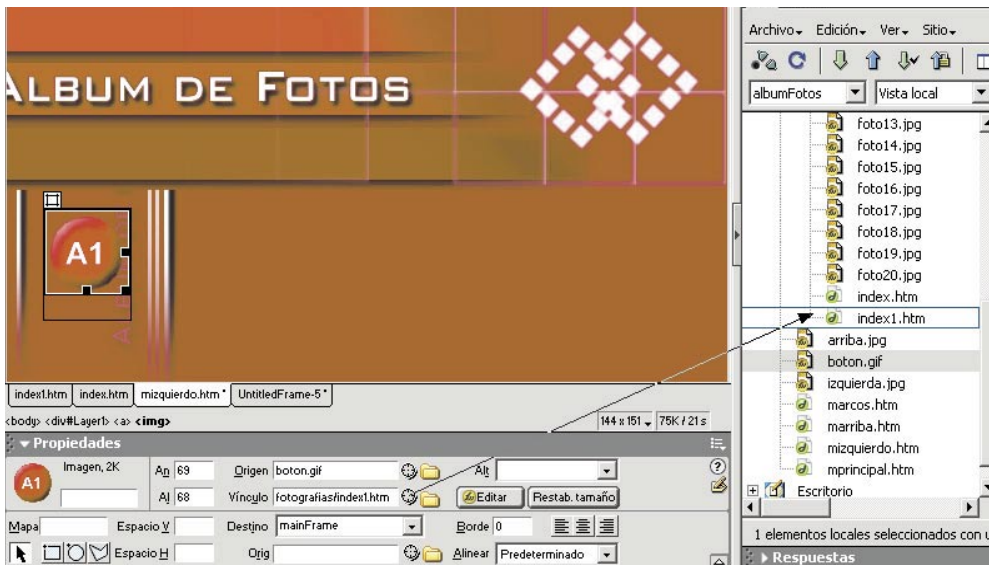 ALBUM DE FOTOS
A1
Archivo Edición Ver Sitio
albumFotos Vista local
foto13.jpg
foto14.jpg
foto15.jpg
foto16.jpg
foto17.jpg
foto18.jpg
foto19.jpg
foto20.jpg
index.htm
index1.htm
arriba.jpg
boton.gif
izquierda.jpg
marcos.htm
marriba.htm
mizquierdo.htm
mprincipal.htm
Escritorio
1 elementos locales seleccionados con
Respuestas
index1.htm index.htm mizquierdo.htm* UntitledFrame-5*
<body> <div#Layer1> <a> <img> 144 x 151 75K / 21 s
Propiedades
A1 Imagen, 2K An 69 Origen boton.gif Alt
Al 68 Vínculo fotografias/index1.htm Editar Restab. tamaño
Mapa Espacio V Destino mainFrame Borde 0
Espacio H Orig Alinear Predeterminado